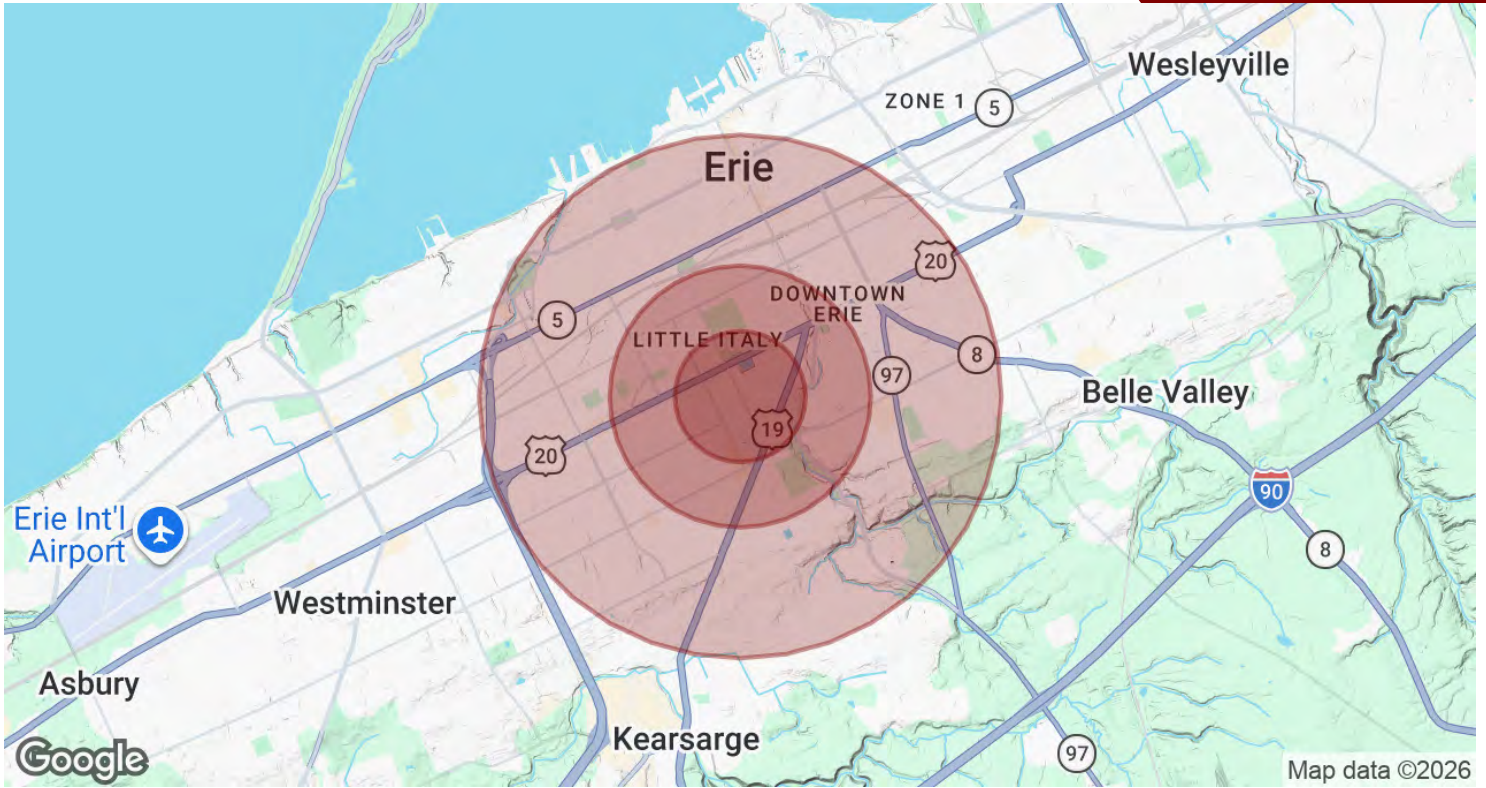 Wesleyville
ZONE 1
5
Erie
20
DOWNTOWN
ERIE
5
LITTLE ITALY
8
97
Belle Valley
19
20
90
Erie Int'l
Airport
8
Westminster
Asbury
Kearsarge
97
Google
Map data ©2026